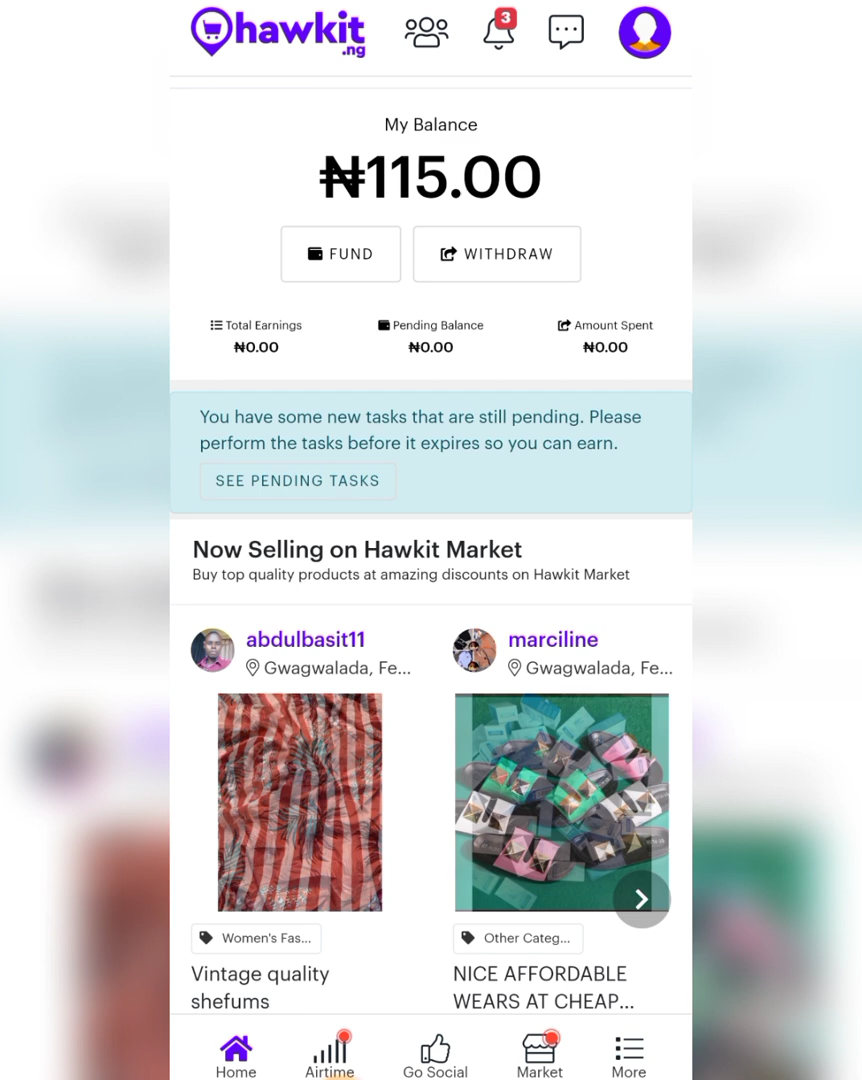 hawkit
.ng
3
My Balance
₦115.00
FUND
WITHDRAW
Total Earnings
Pending Balance
Amount Spent
₦0.00
₦0.00
₦0.00
You have some new tasks that are still pending. Please
perform the tasks before it expires so you can earn.
SEE PENDING TASKS
Now Selling on Hawkit Market
Buy top quality products at amazing discounts on Hawkit Market
abdulbasit11
Gwagwalada, Fe...
marciline
Gwagwalada, Fe...
Women's Fas...
Other Categ...
Vintage quality
shefums
NICE AFFORDABLE
WEARS AT CHEAP...
Home
Airtime
Go Social
Market
More